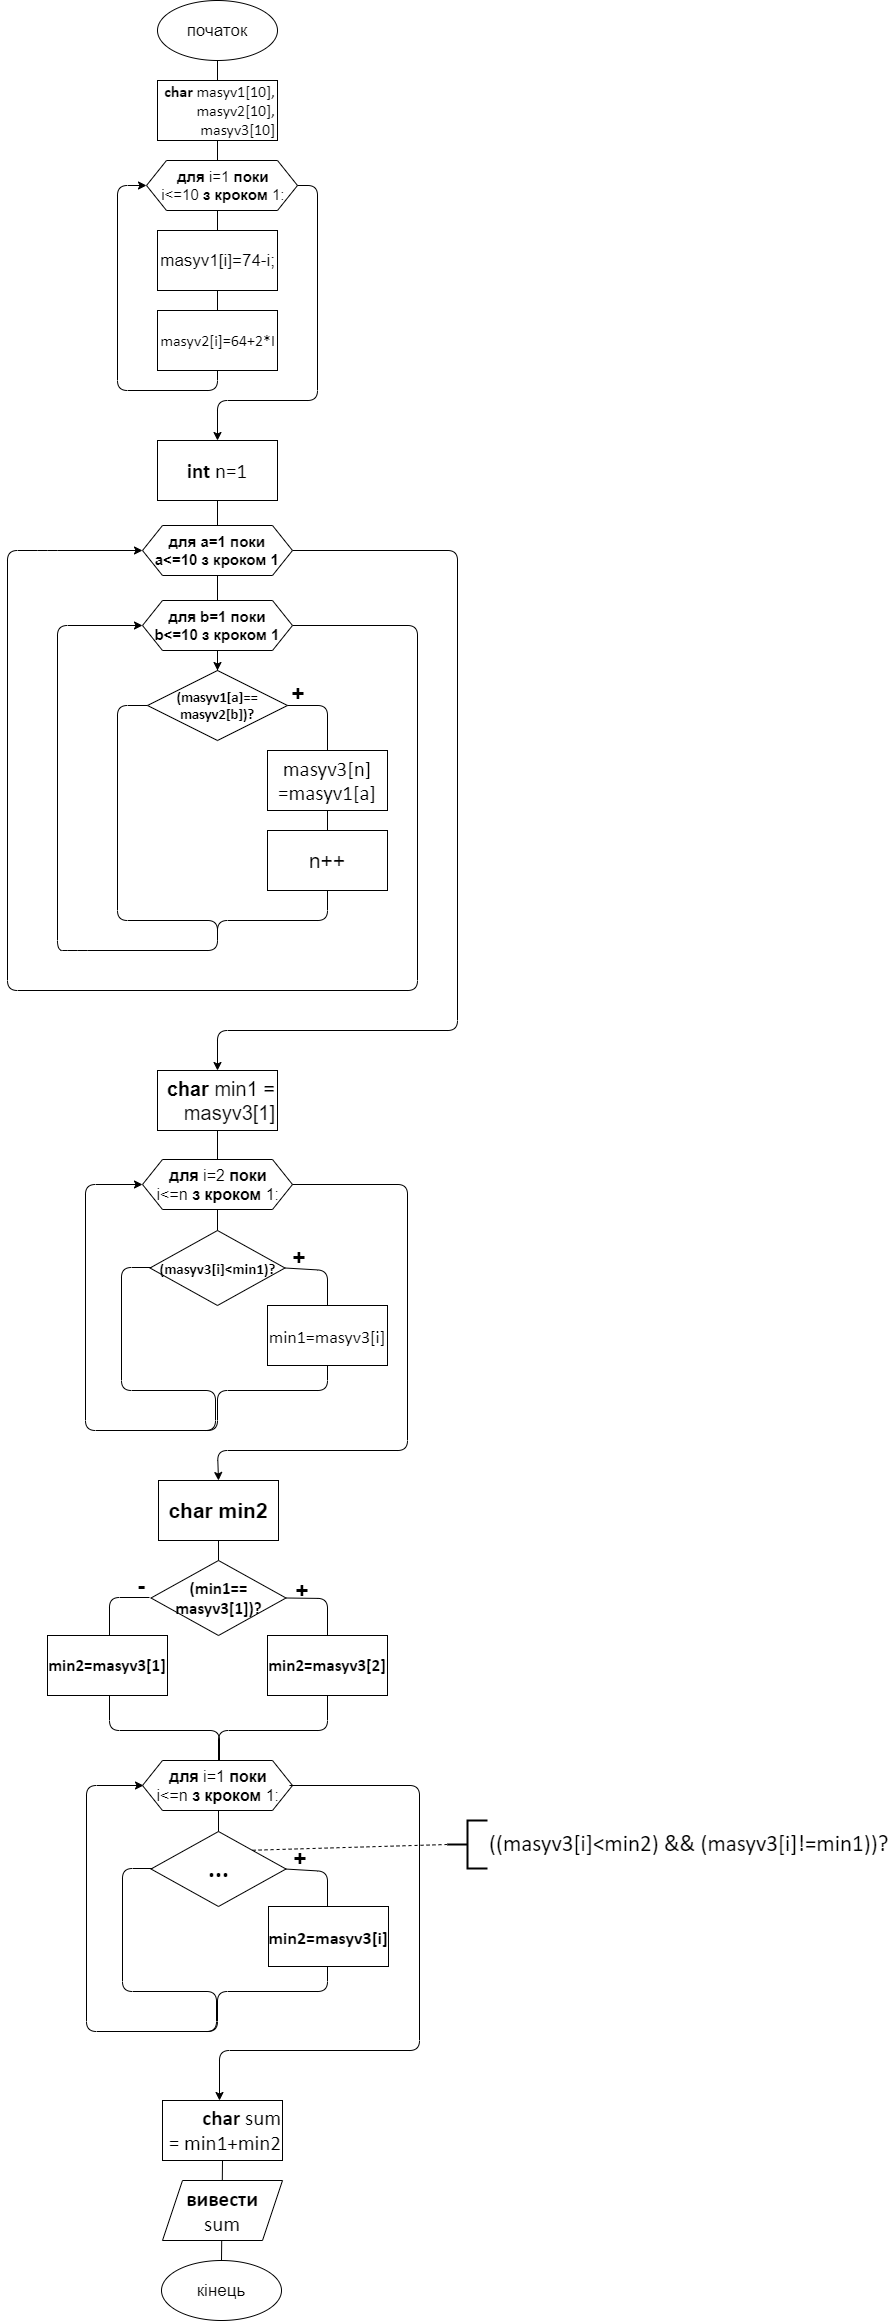 початок
char masyv1[10],
masyv2[10],
masyv3[10]
для i=1 поки
i<=10 з кроком 1:
masyv1[i]=74-i;
masyv2[i]=64+2*I
int n=1
для a=1 поки
a<=10 з кроком 1
для b=1 поки
b<=10 з кроком 1
(masyv1[a]==
masyv2[b])?
+
masyv3[n]
=masyv1[a]
n++
char min1 =
masyv3[1]
для i=2 поки
i<=n з кроком 1:
(masyv3[i]<min1)?
+
min1=masyv3[i]
char min2
-
(min1==
masyv3[1])?
+
min2=masyv3[1]
min2=masyv3[2]
для i=1 поки
i<=n з кроком 1:
...
+
((masyv3[i]<min2) && (masyv3[i]!=min1))?
min2=masyv3[i]
char sum
= min1+min2
вивести
sum
кінець